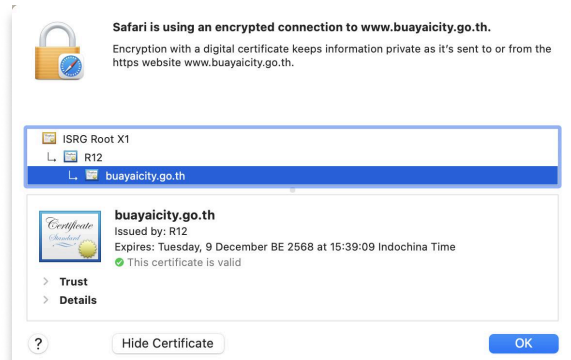 Safari is using an encrypted connection to www.buayaicity.go.th.
Encryption with a digital certificate keeps information private as it's sent to or from the
https website www.buayaicity.go.th.
ISRG Root X1
R12
buayaicity.go.th
Certificate
Standard
buayaicity.go.th
Issued by: R12
Expires: Tuesday, 9 December BE 2568 at 15:39:09 Indochina Time
This certificate is valid
Trust
Details
?
Hide Certificate
OK